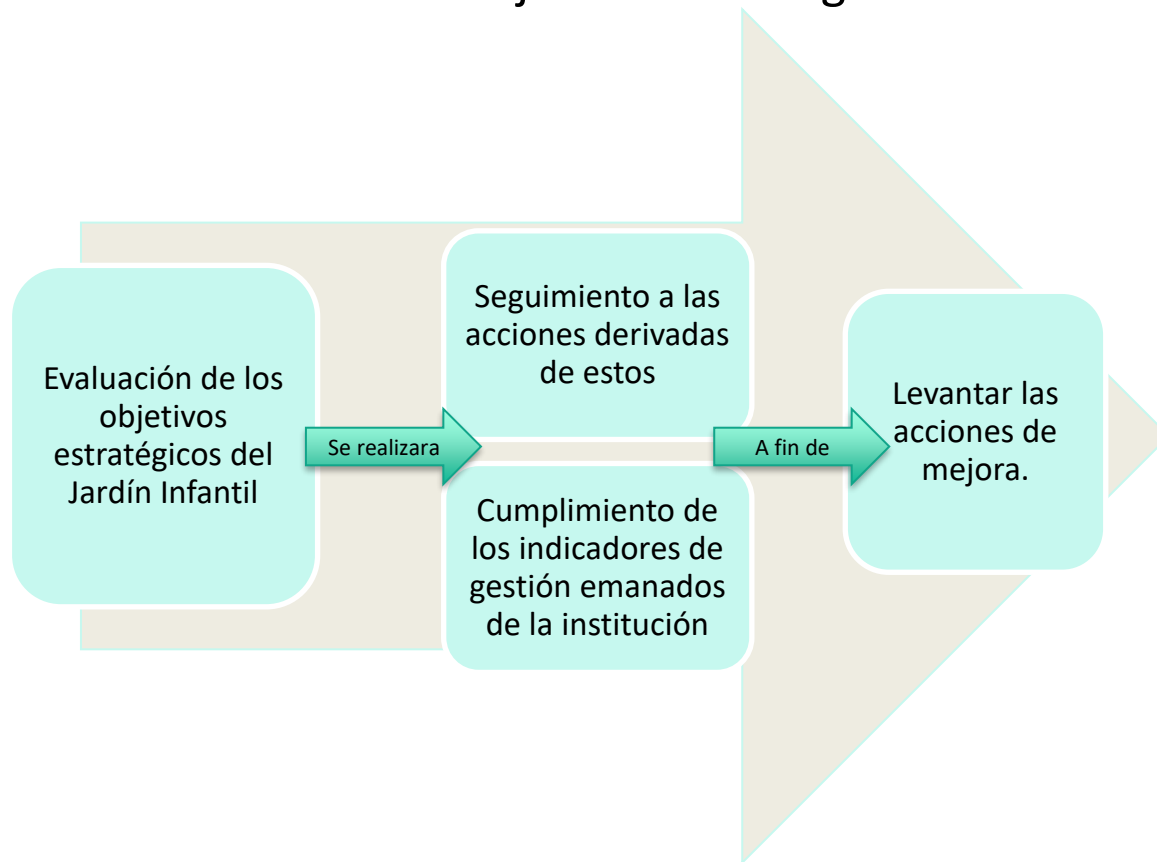 Evaluación de los
objetivos
estratégicos del
Jardín Infantil
Se realizara
Seguimiento a las
acciones derivadas
de estos
Cumplimiento de
los indicadores de
gestión emanados
de la institución
A fin de
Levantar las
acciones de
mejora.